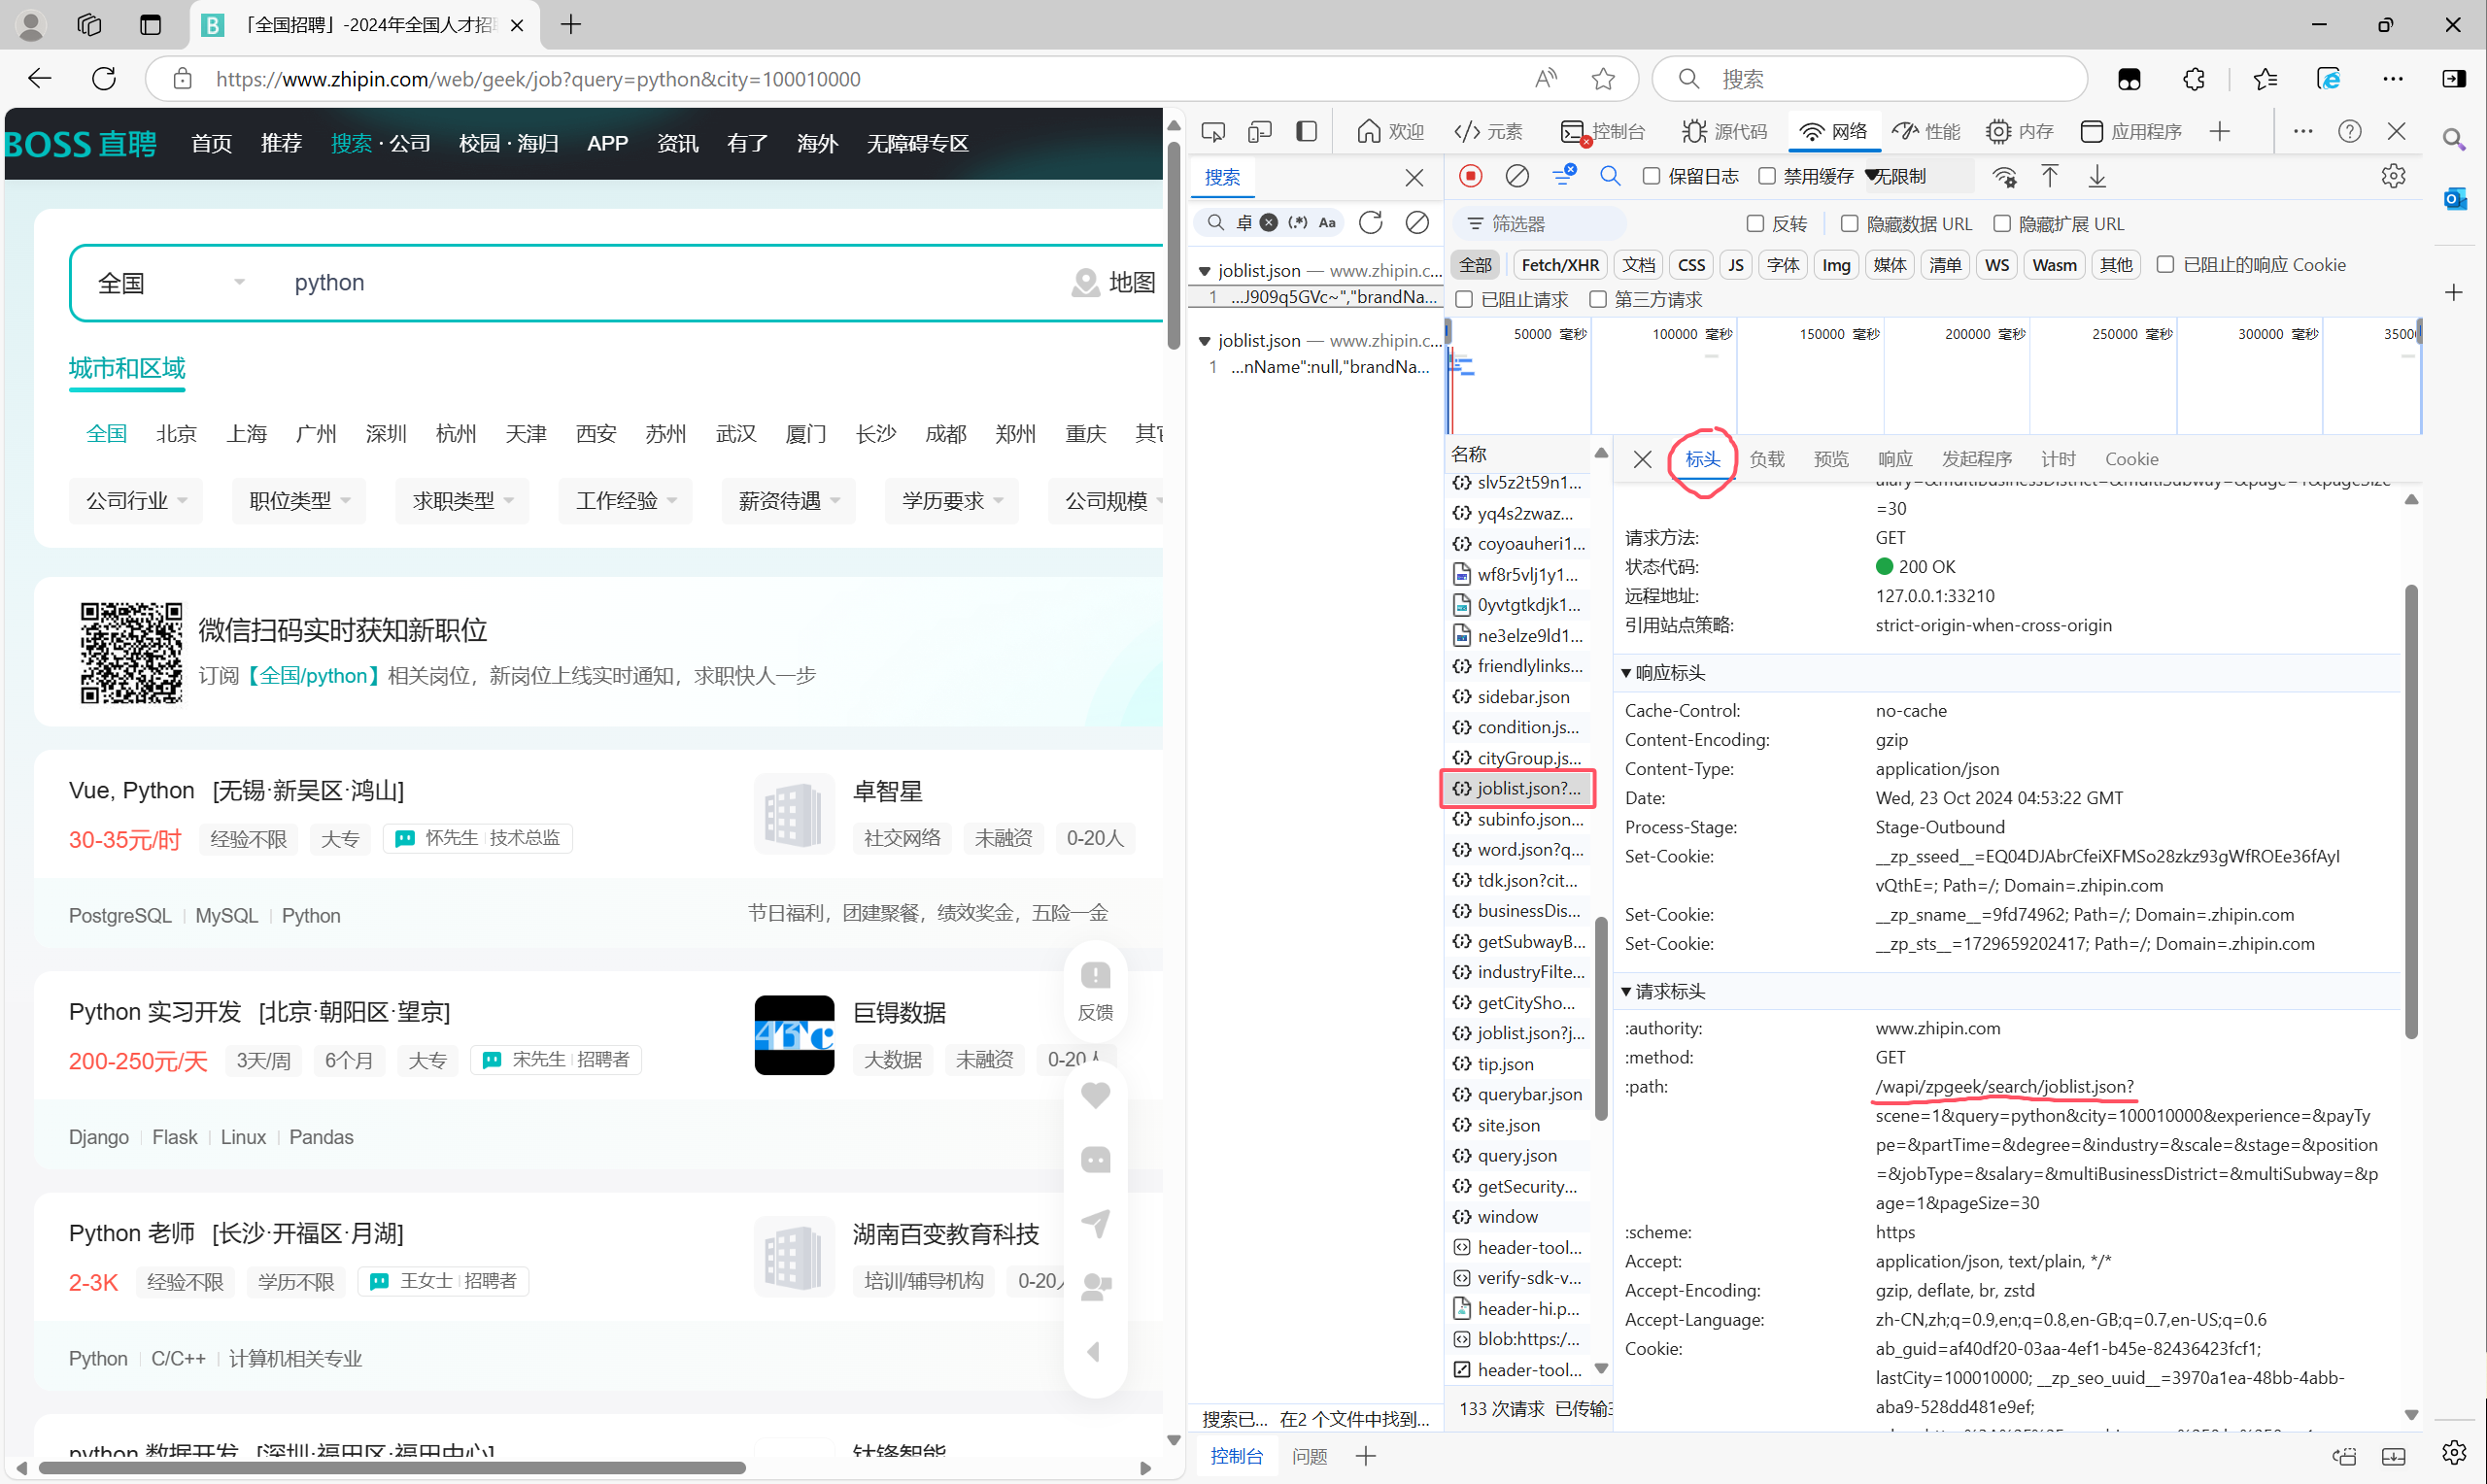 「全国招聘」-2024年全国人才招聘
https://www.zhipin.com/web/geek/job?query=python&city=100010000
搜索
BOSS 直聘 首页 推荐 搜索 · 公司 校园 · 海归 APP 资讯 有了 海外 无障碍专区
全国 python 地图
城市和区域
全国 北京 上海 广州 深圳 杭州 天津 西安 苏州 武汉 厦门 长沙 成都 郑州 重庆
公司行业 职位类型 求职类型 工作经验 薪资待遇 学历要求 公司规模
微信扫码实时获知新职位
订阅【全国/python】相关岗位，新岗位上线实时通知，求职快人一步
Vue, Python [无锡·新吴区·鸿山] 卓智星
30-35元/时 经验不限 大专 怀先生 | 技术总监 社交网络 未融资 0-20人
PostgreSQL | MySQL | Python 节日福利，团建聚餐，绩效奖金，五险一金
Python 实习开发 [北京·朝阳区·望京] 巨锝数据
200-250元/天 3天/周 6个月 大专 宋先生 | 招聘者 大数据 未融资 0-20人
Django | Flask | Linux | Pandas
Python 老师 [长沙·开福区·月湖] 湖南百变教育科技
2-3K 经验不限 学历不限 王女士 | 招聘者 培训/辅导机构 0-20
Python | C/C++ | 计算机相关专业
python 数据开发 [深圳·福田区·福田中心]
反馈
欢迎 元素 控制台 源代码 网络 性能 内存 应用程序
搜索
卓 (.*) Aa
joblist.json — www.zhipin.c...
1 ...J909q5GVc~","brandNa...
joblist.json — www.zhipin.c...
1 ...nName":null,"brandNa...
搜索已... 在2 个文件中找到...
保留日志 禁用缓存 无限制
筛选器 反转 隐藏数据 URL 隐藏扩展 URL
全部 Fetch/XHR 文档 CSS JS 字体 Img 媒体 清单 WS Wasm 其他 已阻止的响应 Cookie
已阻止请求 第三方请求
50000 毫秒 100000 毫秒 150000 毫秒 200000 毫秒 250000 毫秒 300000 毫秒 3500
名称
slv5z2t59n1...
yq4s2zwaz...
coyoauheri1...
wf8r5vlj1y1...
0yvtgtkdjk1...
ne3elze9ld1...
friendlylinks...
sidebar.json
condition.js...
cityGroup.js...
joblist.json?...
subinfo.json...
word.json?q...
tdk.json?cit...
businessDis...
getSubwayB...
industryFilte...
getCitySho...
joblist.json?j...
tip.json
querybar.json
site.json
query.json
getSecurity...
window
header-tool...
verify-sdk-v...
header-hi.p...
blob:https:/...
header-tool...
133 次请求 已传输
标头 负载 预览 响应 发起程序 计时 Cookie
alary=&multiBusinessDistrict=&multiSubway=&page=1&pageSize
=30
请求方法: GET
状态代码: 200 OK
远程地址: 127.0.0.1:33210
引用站点策略: strict-origin-when-cross-origin
响应标头
Cache-Control: no-cache
Content-Encoding: gzip
Content-Type: application/json
Date: Wed, 23 Oct 2024 04:53:22 GMT
Process-Stage: Stage-Outbound
Set-Cookie: __zp_sseed__=EQ04DJAbrCfeiXFMSo28zkz93gWfROEe36fAyI
vQthE=; Path=/; Domain=.zhipin.com
Set-Cookie: __zp_sname__=9fd74962; Path=/; Domain=.zhipin.com
Set-Cookie: __zp_sts__=1729659202417; Path=/; Domain=.zhipin.com
请求标头
:authority: www.zhipin.com
:method: GET
:path: /wapi/zpgeek/search/joblist.json?
scene=1&query=python&city=100010000&experience=&payTy
pe=&partTime=&degree=&industry=&scale=&stage=&position
=&jobType=&salary=&multiBusinessDistrict=&multiSubway=&p
age=1&pageSize=30
:scheme: https
Accept: application/json, text/plain, */*
Accept-Encoding: gzip, deflate, br, zstd
Accept-Language: zh-CN,zh;q=0.9,en;q=0.8,en-GB;q=0.7,en-US;q=0.6
Cookie: ab_guid=af40df20-03aa-4ef1-b45e-82436423fcf1;
lastCity=100010000; __zp_seo_uuid__=3970a1ea-48bb-4abb-
aba9-528dd481e9ef;
控制台 问题